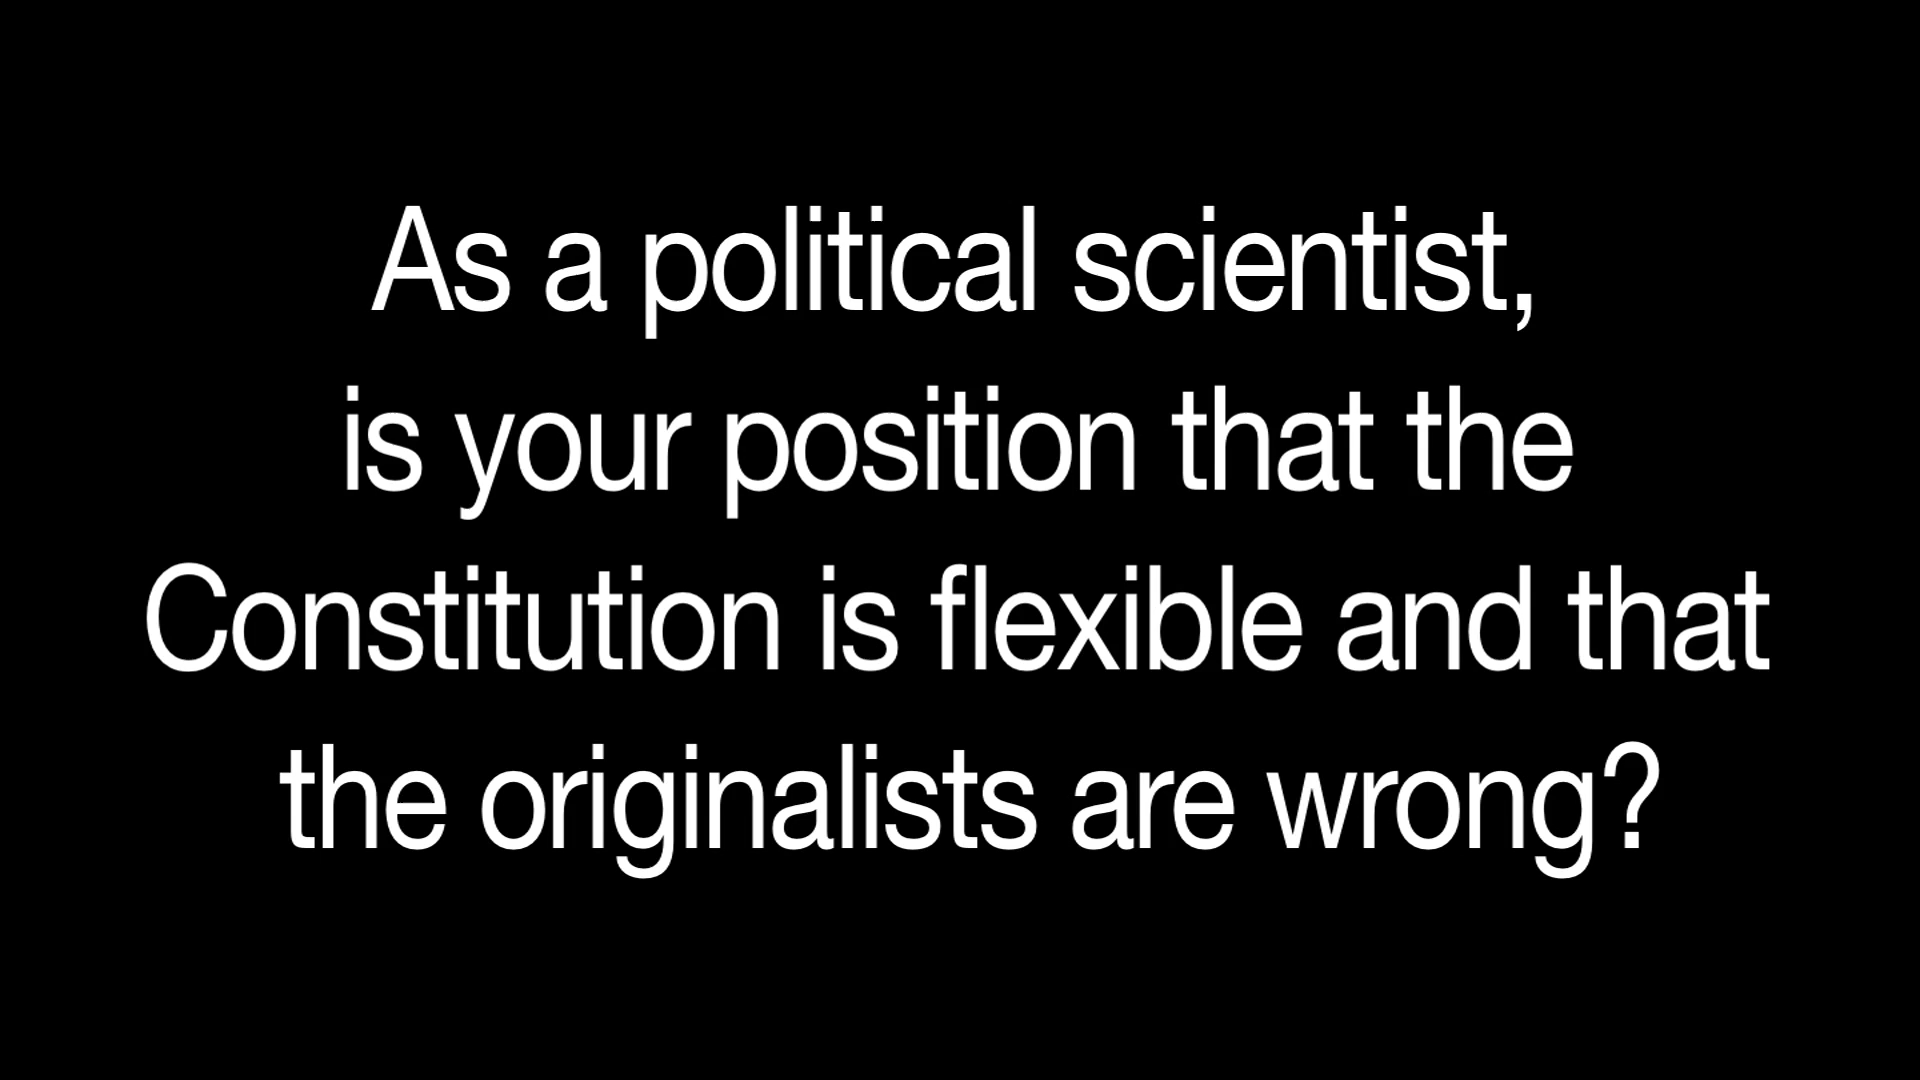 As a political scientist,
is your position that the
Constitution is flexible and that
the originalists are wrong?